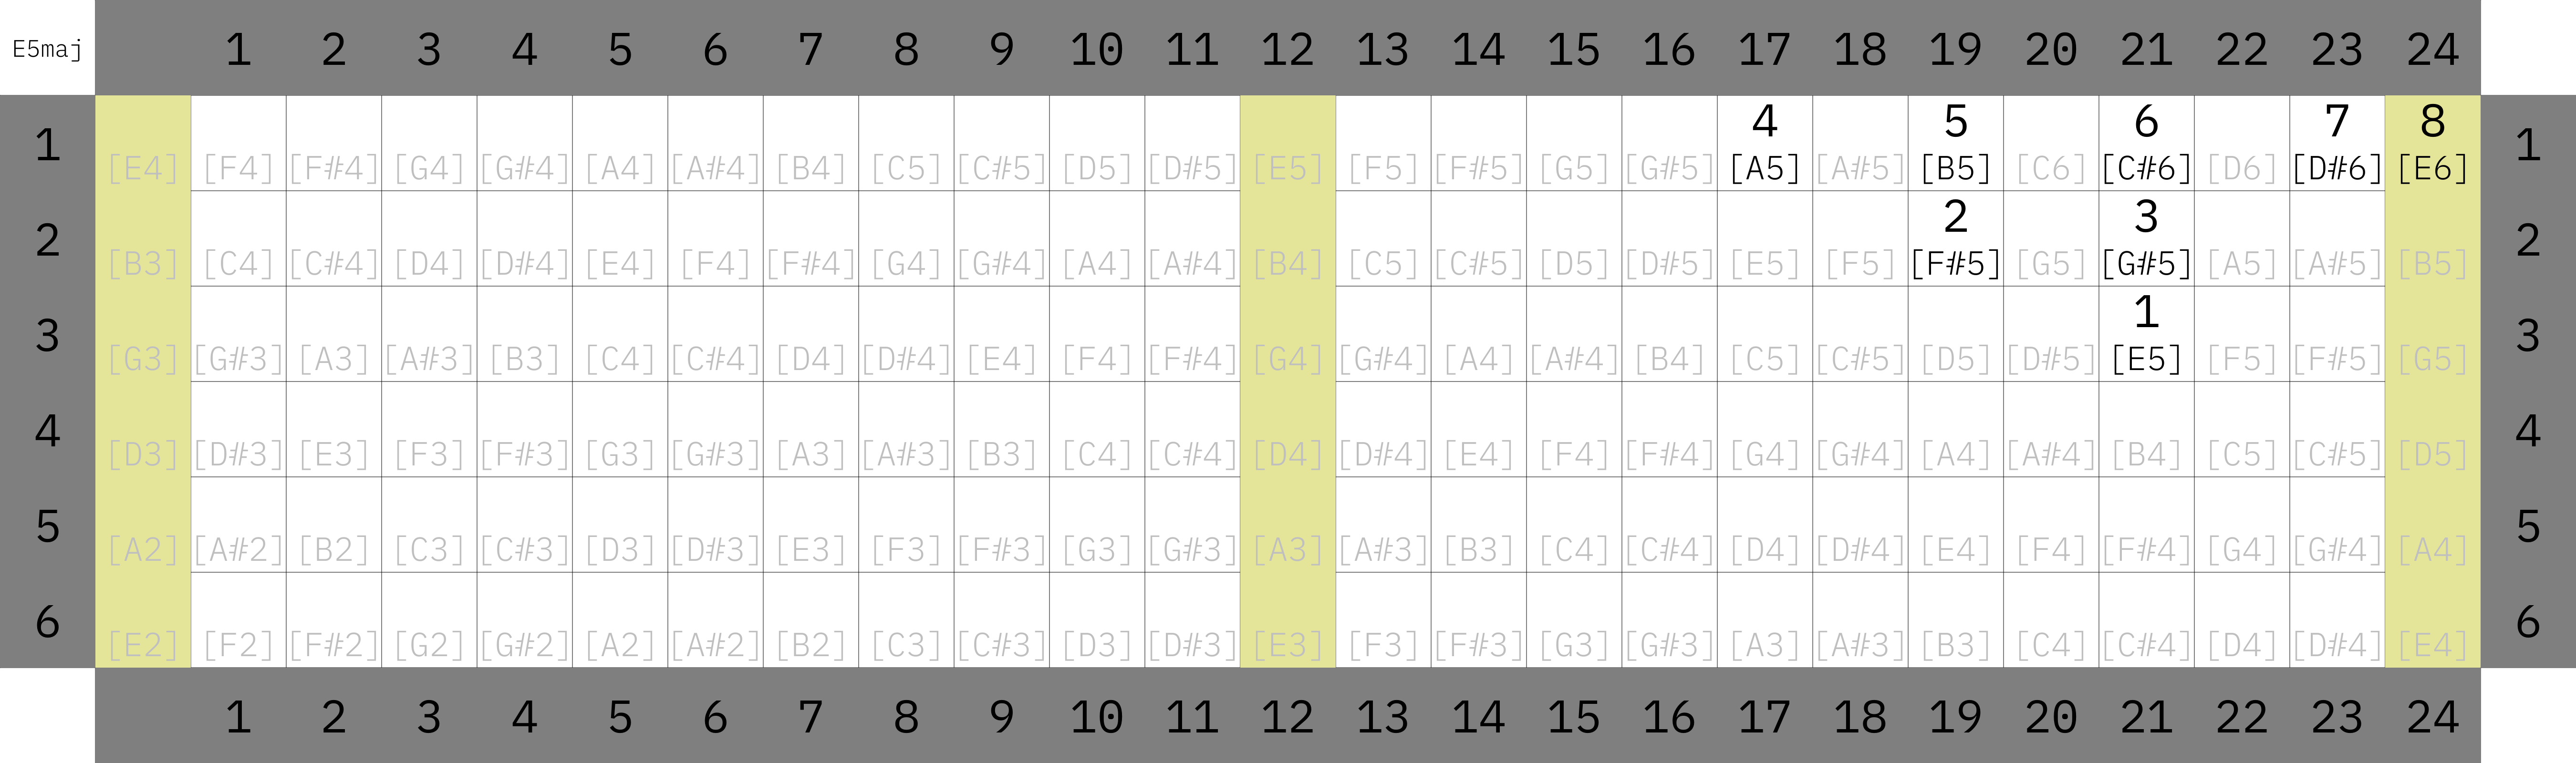 E5maj 1 2 3 4 5 6 7 8 9 10 11 12 13 14 15 16 17 18 19 20 21 22 23 24
4 5 6 7 8
1 [E4] [F4] [F#4] [G4] [G#4] [A4] [A#4] [B4] [C5] [C#5] [D5] [D#5] [E5] [F5] [F#5] [G5] [G#5] [A5] [A#5] [B5] [C6] [C#6] [D6] [D#6] [E6] 1
2 3
2 [B3] [C4] [C#4] [D4] [D#4] [E4] [F4] [F#4] [G4] [G#4] [A4] [A#4] [B4] [C5] [C#5] [D5] [D#5] [E5] [F5] [F#5] [G5] [G#5] [A5] [A#5] [B5] 2
1
3 [G3] [G#3] [A3] [A#3] [B3] [C4] [C#4] [D4] [D#4] [E4] [F4] [F#4] [G4] [G#4] [A4] [A#4] [B4] [C5] [C#5] [D5] [D#5] [E5] [F5] [F#5] [G5] 3
4 [D3] [D#3] [E3] [F3] [F#3] [G3] [G#3] [A3] [A#3] [B3] [C4] [C#4] [D4] [D#4] [E4] [F4] [F#4] [G4] [G#4] [A4] [A#4] [B4] [C5] [C#5] [D5] 4
5 [A2] [A#2] [B2] [C3] [C#3] [D3] [D#3] [E3] [F3] [F#3] [G3] [G#3] [A3] [A#3] [B3] [C4] [C#4] [D4] [D#4] [E4] [F4] [F#4] [G4] [G#4] [A4] 5
6 [E2] [F2] [F#2] [G2] [G#2] [A2] [A#2] [B2] [C3] [C#3] [D3] [D#3] [E3] [F3] [F#3] [G3] [G#3] [A3] [A#3] [B3] [C4] [C#4] [D4] [D#4] [E4] 6
1 2 3 4 5 6 7 8 9 10 11 12 13 14 15 16 17 18 19 20 21 22 23 24